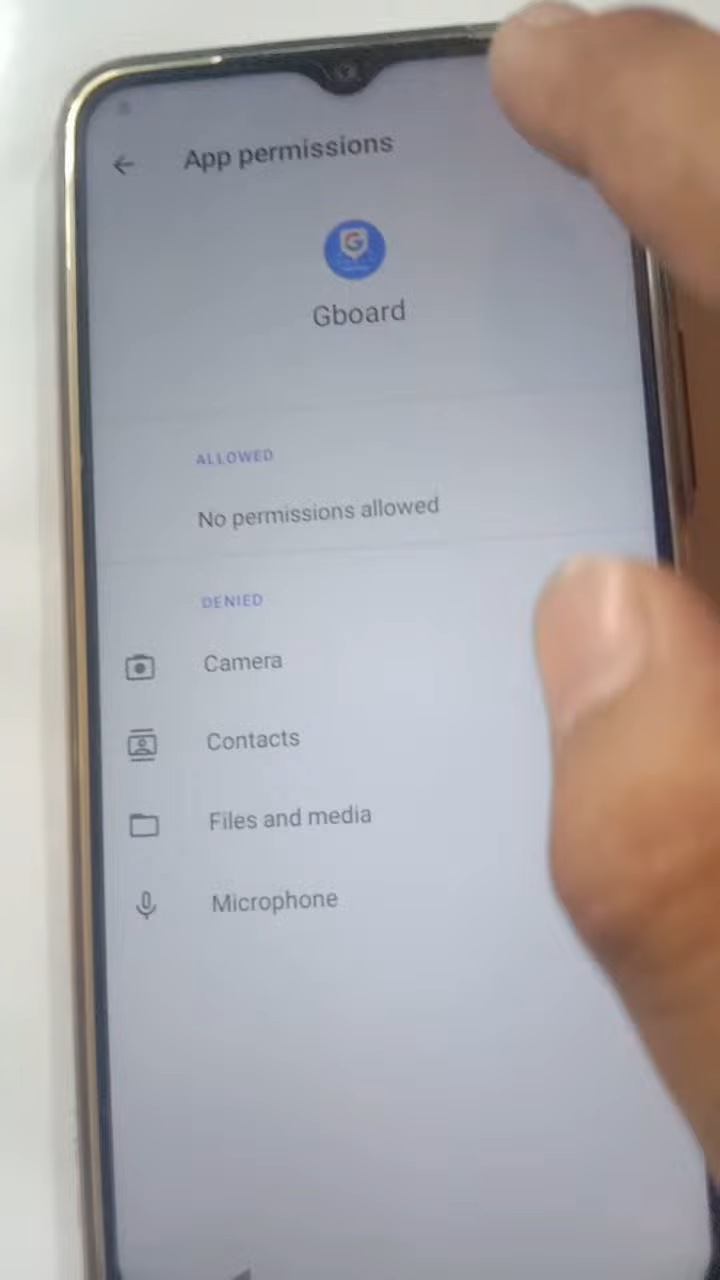 App permissions
G
Gboard
ALLOWED
No permissions allowed
DENIED
Camera
Contacts
Files and media
Microphone